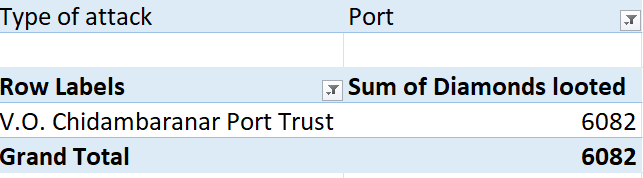 Type of attack Port
Row Labels Sum of Diamonds looted
V.O. Chidambaranar Port Trust 6082
Grand Total 6082